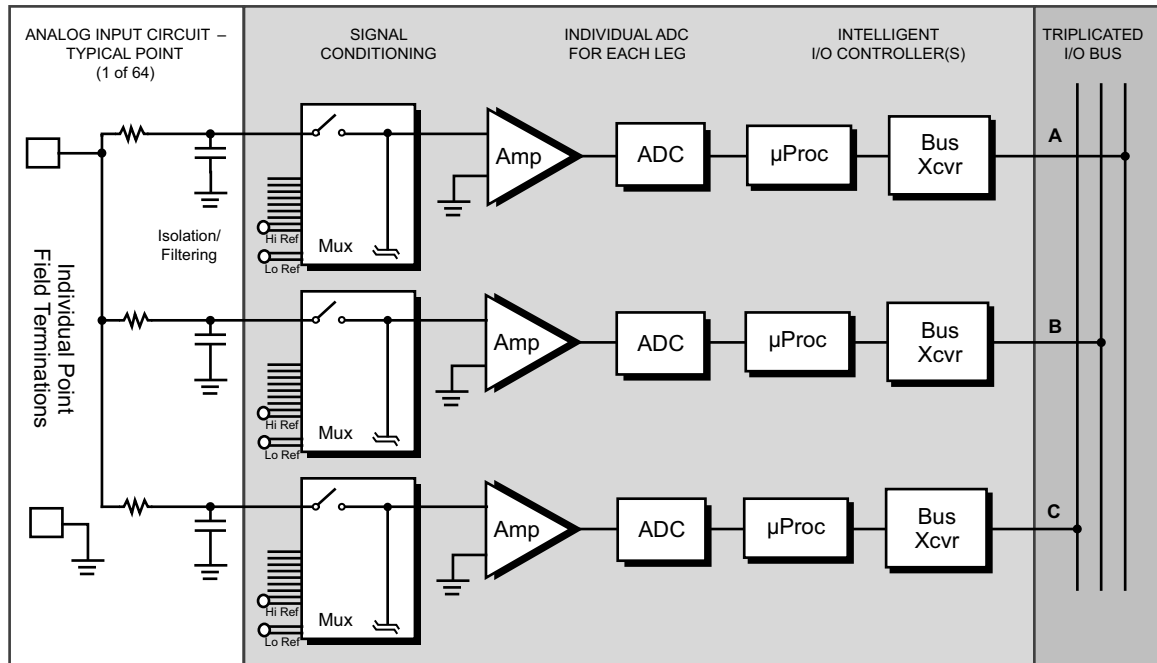 ANALOG INPUT CIRCUIT –
TYPICAL POINT
(1 of 64)
SIGNAL
CONDITIONING
INDIVIDUAL ADC
FOR EACH LEG
INTELLIGENT
I/O CONTROLLER(S)
TRIPLICATED
I/O BUS
Individual Point
Field Terminations
Isolation/
Filtering
Hi Ref
Lo Ref
Mux
Amp
ADC
µProc
Bus
Xcvr
A
Hi Ref
Lo Ref
Mux
Amp
ADC
µProc
Bus
Xcvr
B
Hi Ref
Lo Ref
Mux
Amp
ADC
µProc
Bus
Xcvr
C